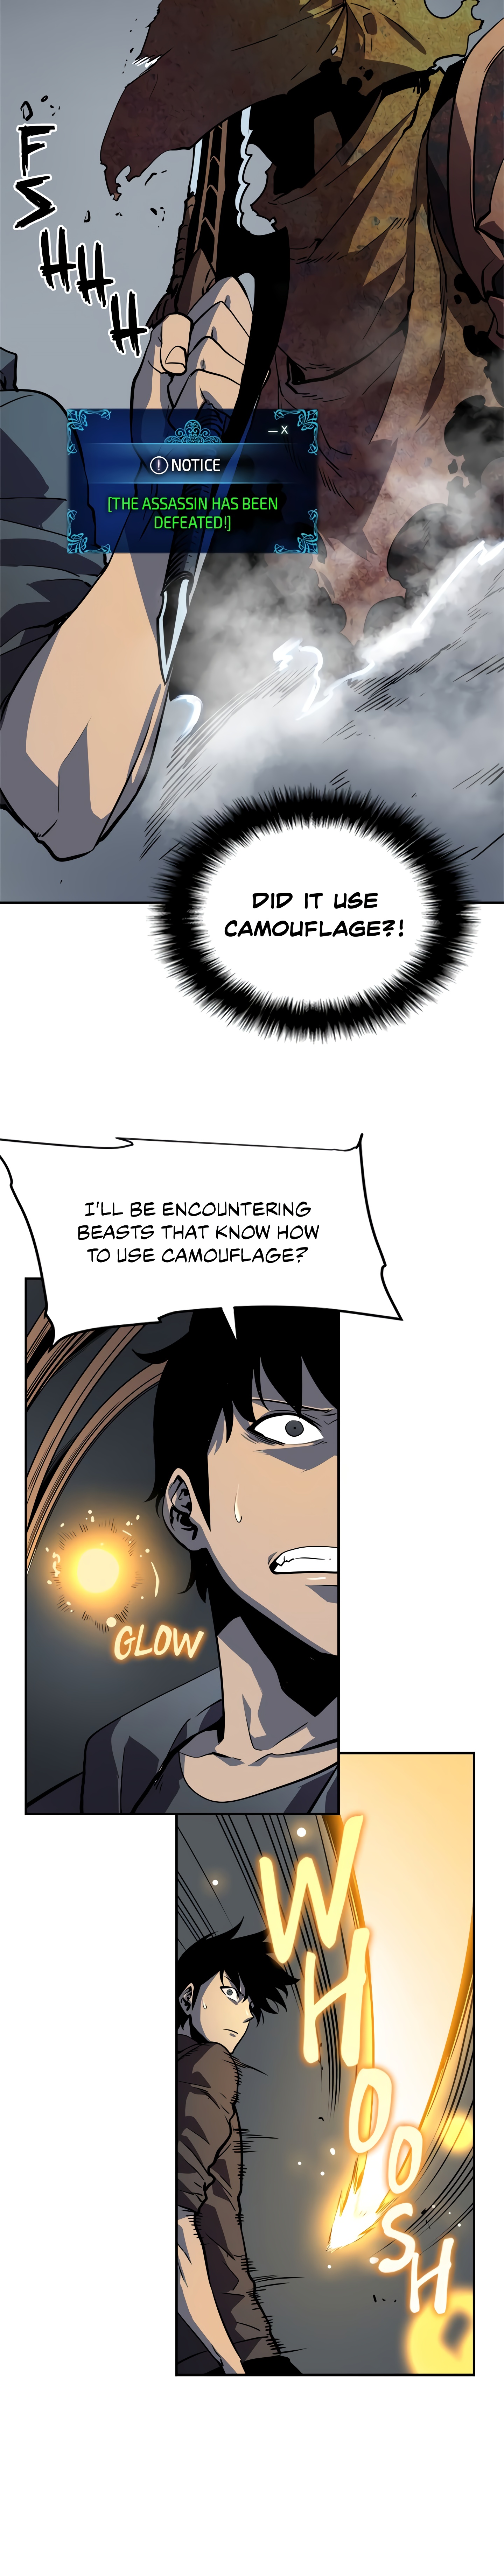 FSHHH
– X
! NOTICE
[THE ASSASSIN HAS BEEN
DEFEATED!]
DID IT USE
CAMOUFLAGE?!
I'LL BE ENCOUNTERING
BEASTS THAT KNOW HOW
TO USE CAMOUFLAGE?
GLOW
WHOOSH